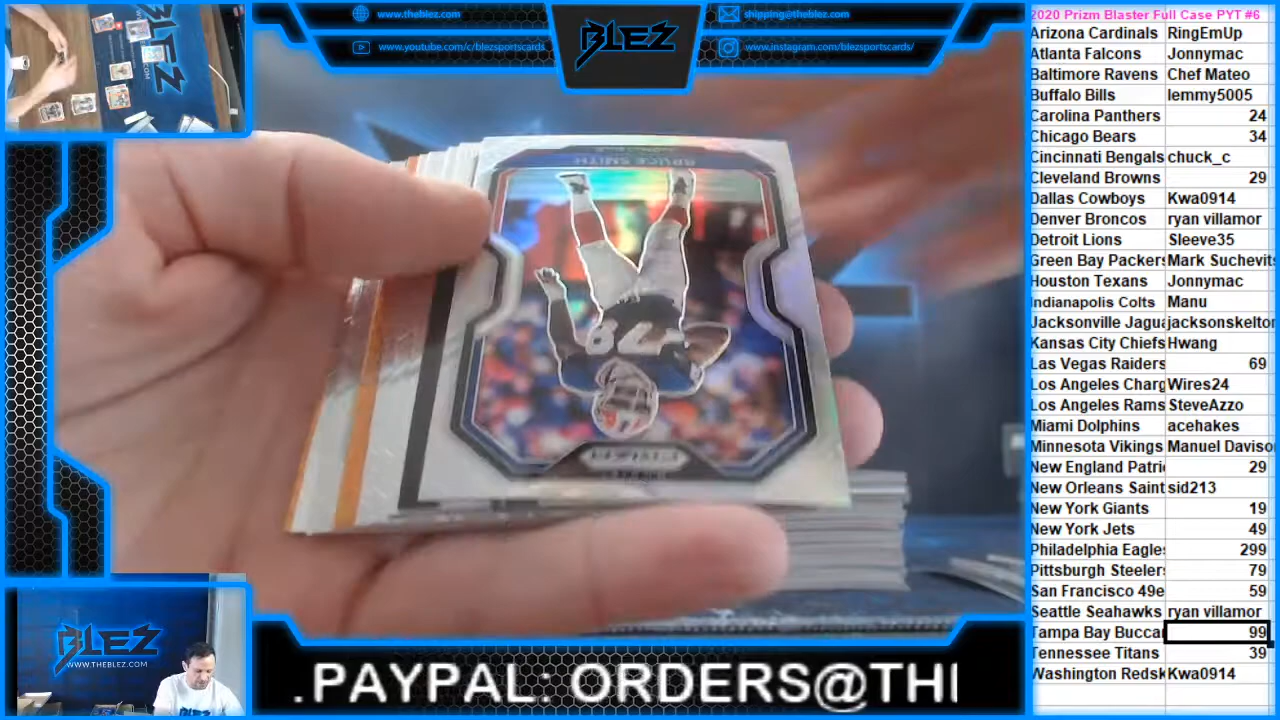 www.theblez.com
shipping@theblez.com
www.youtube.com/c/blezsportscards
www.instagram.com/blezsportscards/
BLEZ
BRUCE SMITH
78
PRIZM
BLEZ
WWW.THEBLEZ.COM
.PAYPAL: ORDERS@THI
2020 Prizm Blaster Full Case PYT #6
Arizona Cardinals RingEmUp
Atlanta Falcons Jonnymac
Baltimore Ravens Chef Mateo
Buffalo Bills lemmy5005
Carolina Panthers 24
Chicago Bears 34
Cincinnati Bengals chuck_c
Cleveland Browns 29
Dallas Cowboys Kwa0914
Denver Broncos ryan villamor
Detroit Lions Sleeve35
Green Bay Packers Mark Suchevits
Houston Texans Jonnymac
Indianapolis Colts Manu
Jacksonville Jagua jacksonskelton
Kansas City Chiefs Hwang
Las Vegas Raiders 69
Los Angeles Charg Wires24
Los Angeles Rams SteveAzzo
Miami Dolphins acehakes
Minnesota Vikings Manuel Daviso
New England Patri 29
New Orleans Saint sid213
New York Giants 19
New York Jets 49
Philadelphia Eagles 299
Pittsburgh Steelers 79
San Francisco 49e 59
Seattle Seahawks ryan villamor
Tampa Bay Buccar 99
Tennessee Titans 39
Washington Redsk Kwa0914